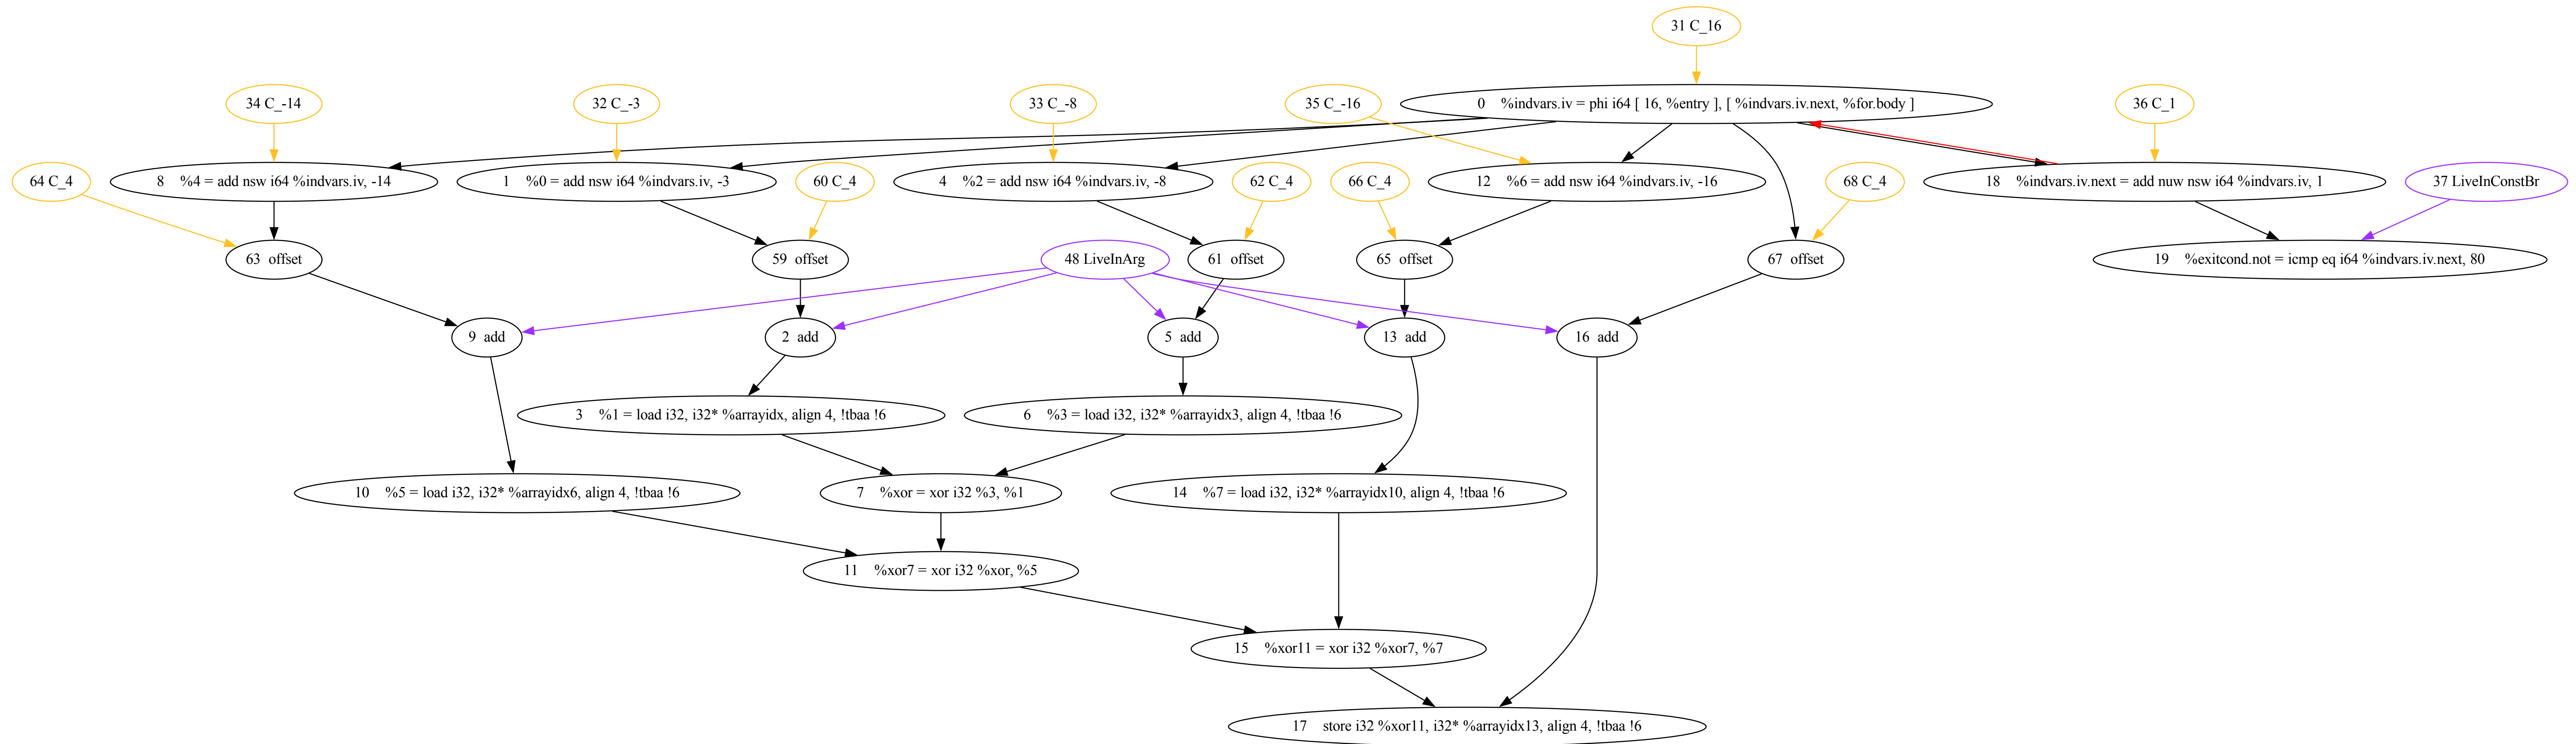 31 C_16
34 C_-14
32 C_-3
33 C_-8
35 C_-16
0 %indvars.iv = phi i64 [ 16, %entry ], [ %indvars.iv.next, %for.body ]
36 C_1
64 C_4
8 %4 = add nsw i64 %indvars.iv, -14
1 %0 = add nsw i64 %indvars.iv, -3
60 C_4
4 %2 = add nsw i64 %indvars.iv, -8
62 C_4
66 C_4
12 %6 = add nsw i64 %indvars.iv, -16
68 C_4
18 %indvars.iv.next = add nuw nsw i64 %indvars.iv, 1
37 LiveInConstBr
63 offset
59 offset
48 LiveInArg
61 offset
65 offset
67 offset
19 %exitcond.not = icmp eq i64 %indvars.iv.next, 80
9 add
2 add
5 add
13 add
16 add
3 %1 = load i32, i32* %arrayidx, align 4, !tbaa !6
6 %3 = load i32, i32* %arrayidx3, align 4, !tbaa !6
10 %5 = load i32, i32* %arrayidx6, align 4, !tbaa !6
7 %xor = xor i32 %3, %1
14 %7 = load i32, i32* %arrayidx10, align 4, !tbaa !6
11 %xor7 = xor i32 %xor, %5
15 %xor11 = xor i32 %xor7, %7
17 store i32 %xor11, i32* %arrayidx13, align 4, !tbaa !6